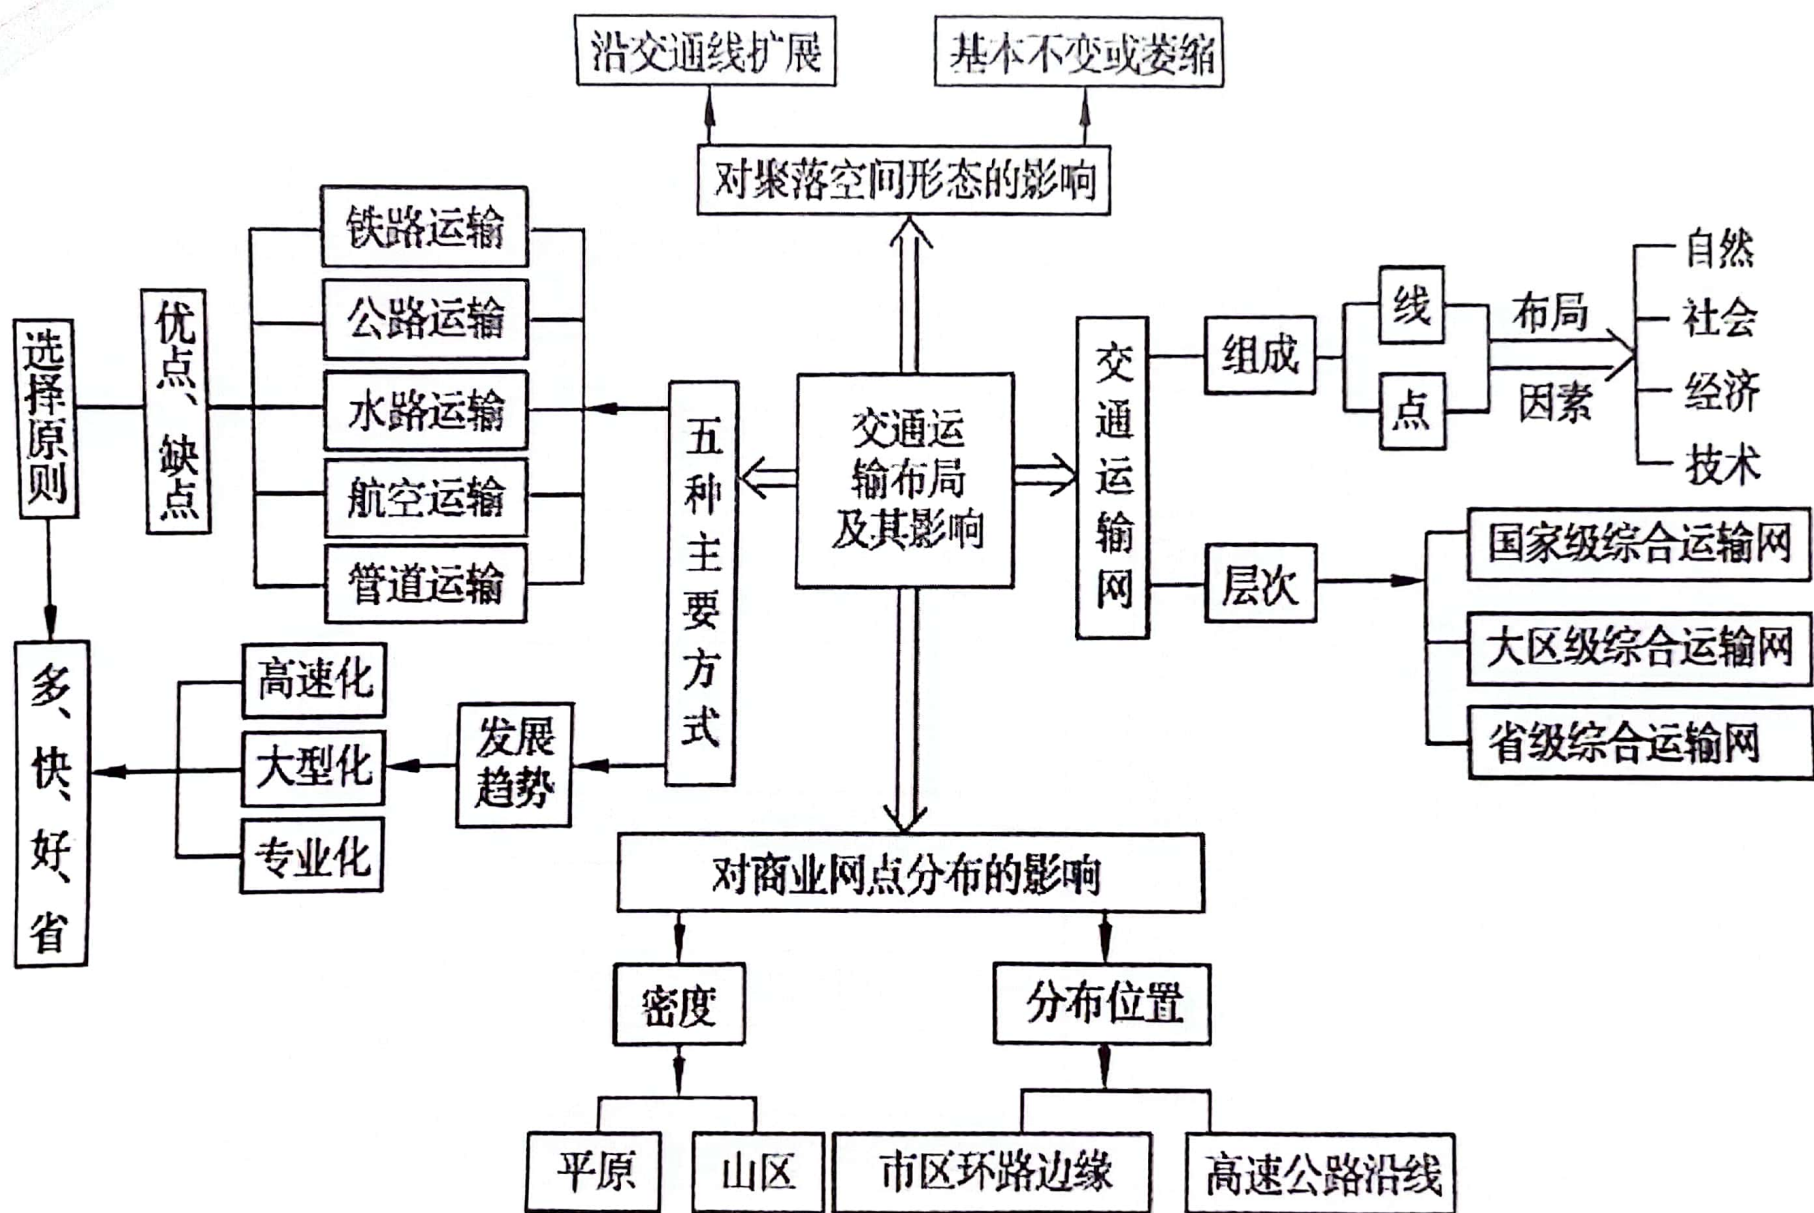 沿交通线扩展
基本不变或萎缩
对聚落空间形态的影响
铁路运输
公路运输
水路运输
航空运输
管道运输
优点、缺点
选择原则
多、快、好、省
高速化
大型化
专业化
发展
趋势
五种主要方式
交通运
输布局
及其影响
交通运输网
组成
线
点
布局
因素
自然
社会
经济
技术
层次
国家级综合运输网
大区级综合运输网
省级综合运输网
对商业网点分布的影响
密度
分布位置
平原
山区
市区环路边缘
高速公路沿线